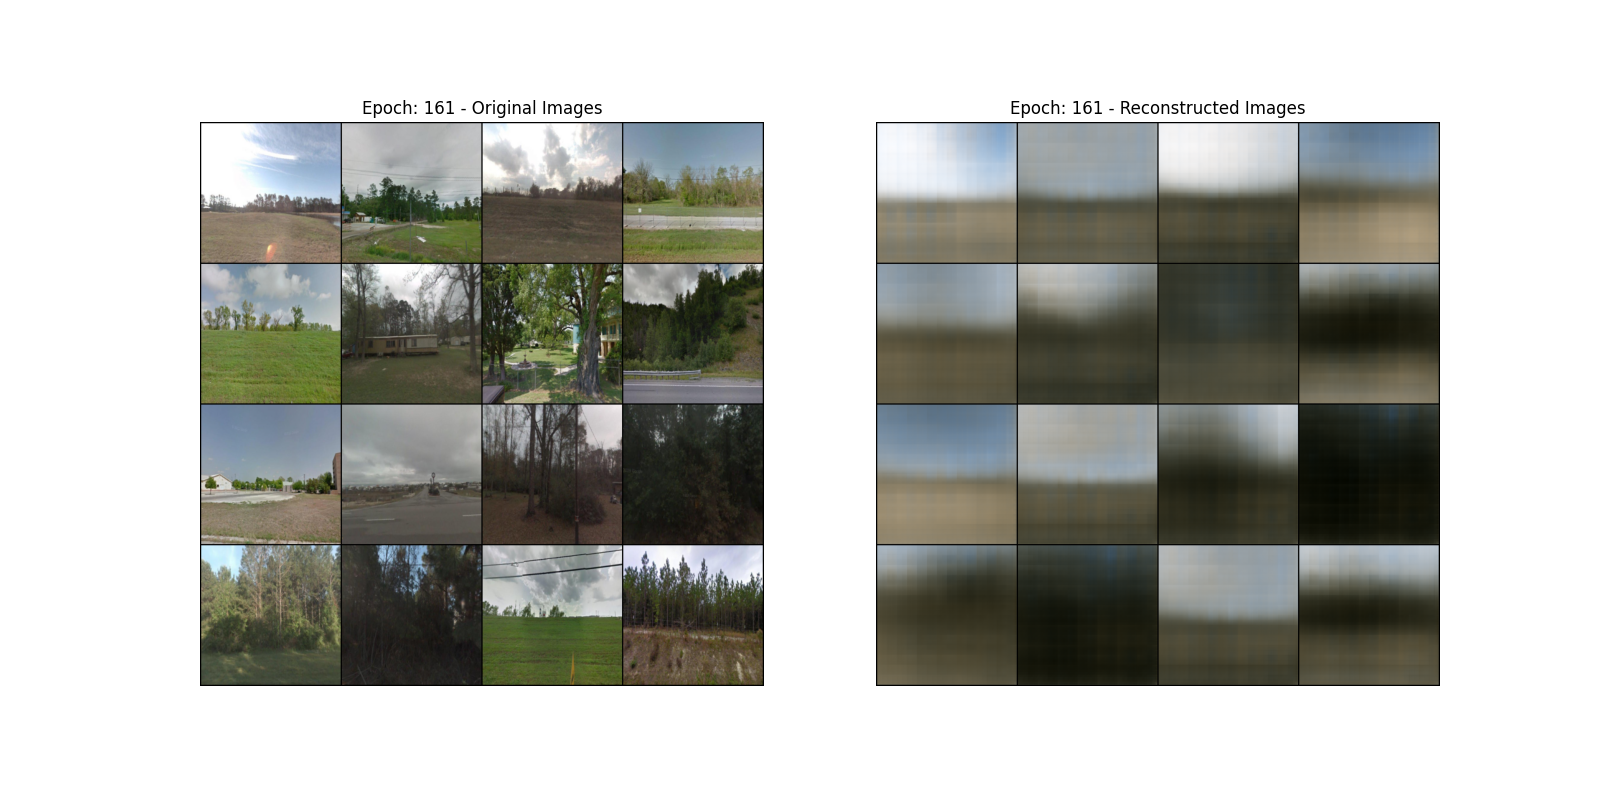 Epoch: 161 - Original Images
Epoch: 161 - Reconstructed Images